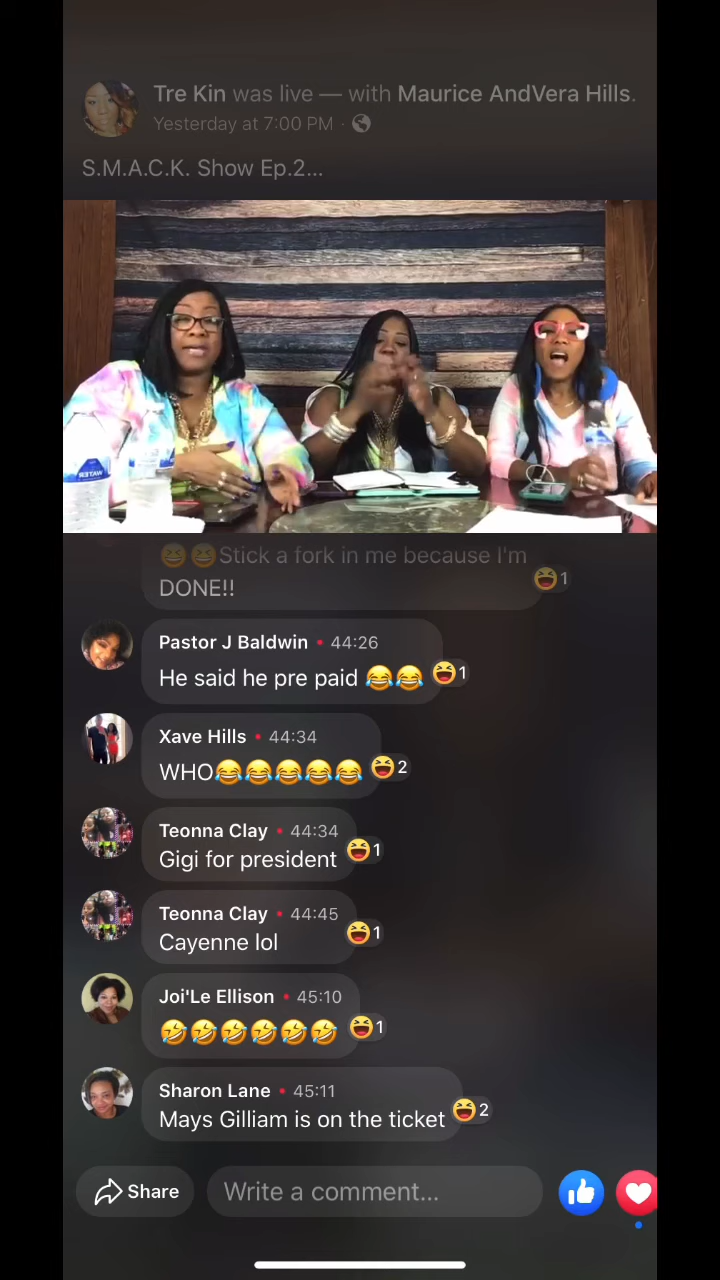 Tre Kin was live — with Maurice AndVera Hills.
Yesterday at 7:00 PM ·
S.M.A.C.K. Show Ep.2...
WATER
😆😆Stick a fork in me because I'm
DONE!!
😆1
Pastor J Baldwin • 44:26
He said he pre paid 😂😂
😆1
Xave Hills • 44:34
WHO😂😂😂😂😂
😆2
Teonna Clay • 44:34
Gigi for president
😆1
Teonna Clay • 44:45
Cayenne lol
😆1
Joi'Le Ellison • 45:10
🤣🤣🤣🤣🤣🤣
😆1
Sharon Lane • 45:11
Mays Gilliam is on the ticket
😆2
Share
Write a comment...